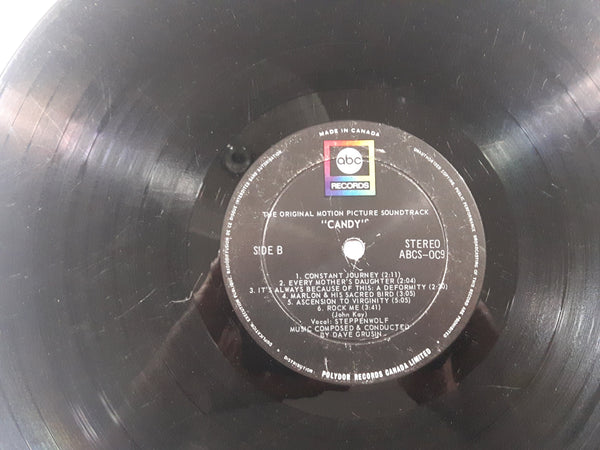 MADE IN CANADA
abc
RECORDS
THE ORIGINAL MOTION PICTURE SOUNDTRACK
"CANDY"
SIDE B
STEREO
ABCS-OC9
1. CONSTANT JOURNEY (2:11)
2. EVERY MOTHER'S DAUGHTER (2:04)
3. IT'S ALWAYS BECAUSE OF THIS. A DEFORMITY
4. MARLON & HIS SACRED BIRD (3:05)
5. ASCENSION TO VIRGINITY (5:05)
6. ROCK ME (3:41)
(John Kay)
Vocal: STEPPENWOLF
MUSIC COMPOSED & CONDUCTED
BY DAVE GRUSIN
POLYDOR RECORDS CANADA LIMITED